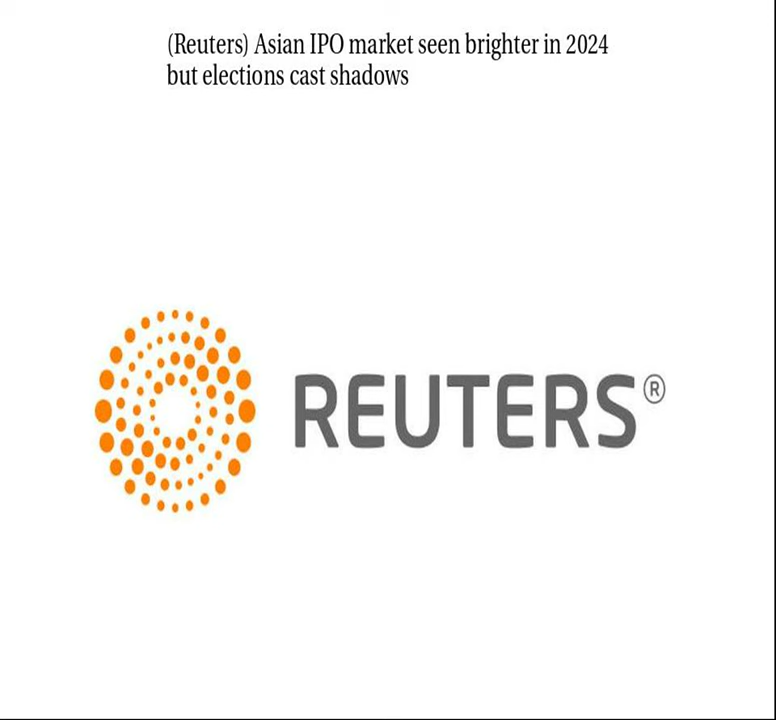 (Reuters) Asian IPO market seen brighter in 2024
but elections cast shadows
REUTERS®